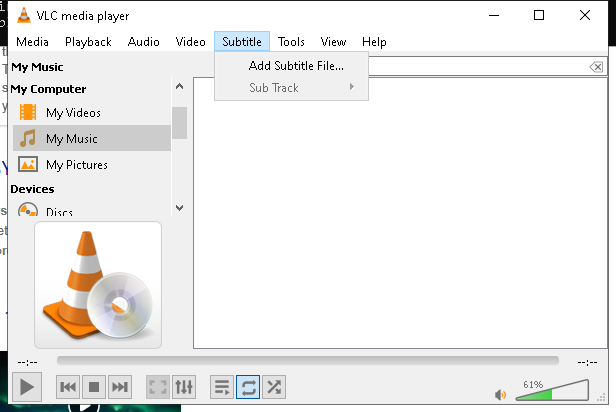 VLC media player
Media Playback Audio Video Subtitle Tools View Help
My Music
Add Subtitle File...
Sub Track
My Computer
My Videos
My Music
My Pictures
Devices
Discs
--:-- --:--
61%